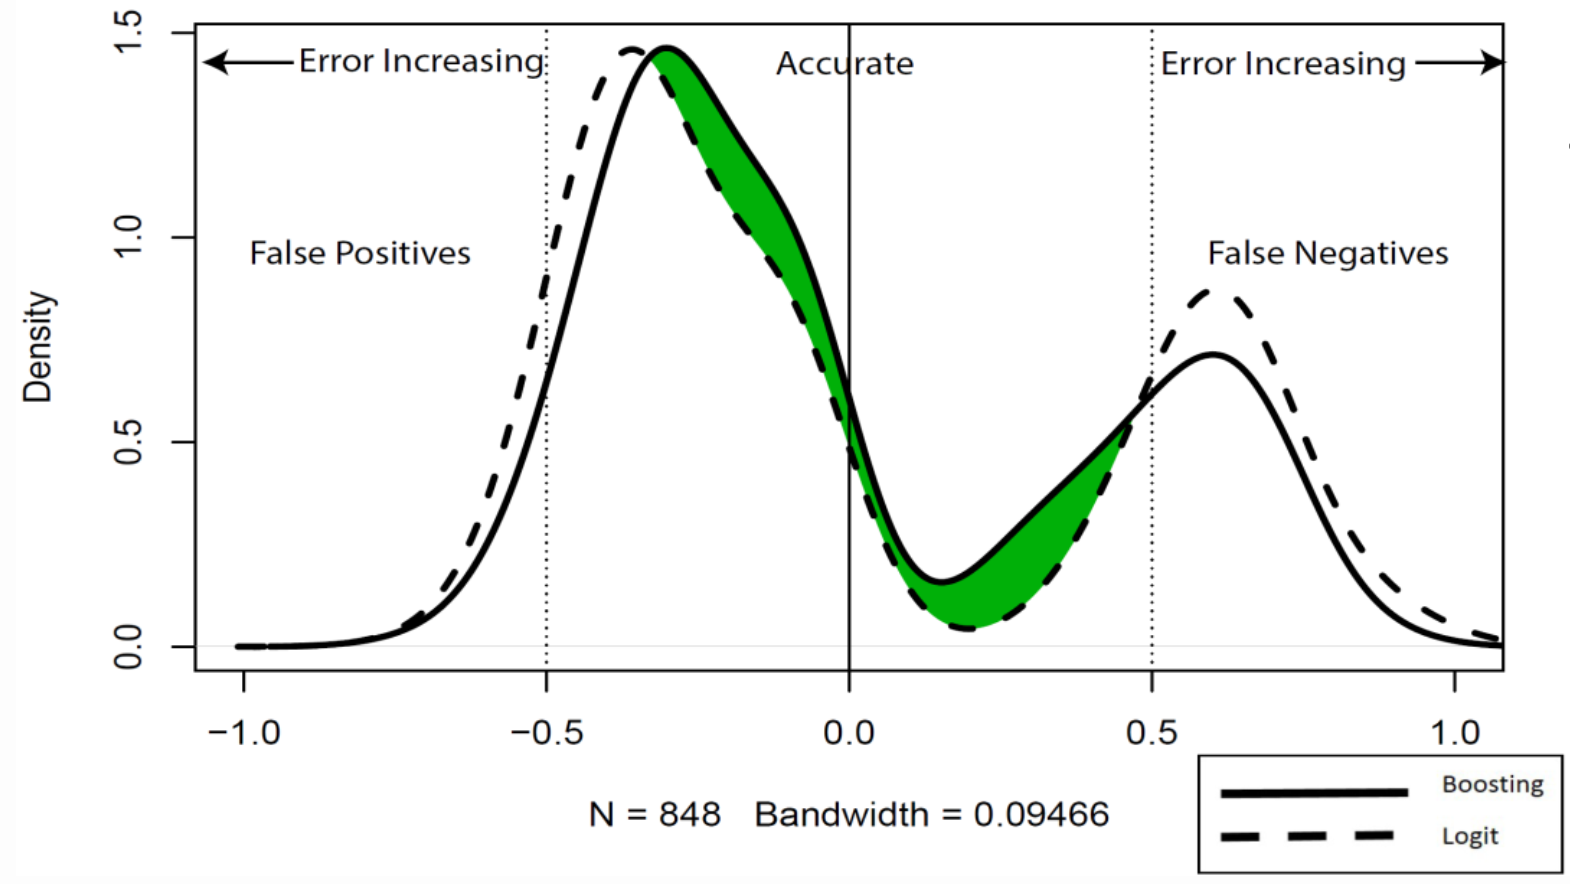 Error Increasing
Accurate
Error Increasing
False Positives
False Negatives
Density
1.5
1.0
0.5
0.0
−1.0
−0.5
0.0
0.5
1.0
N = 848 Bandwidth = 0.09466
Boosting
Logit